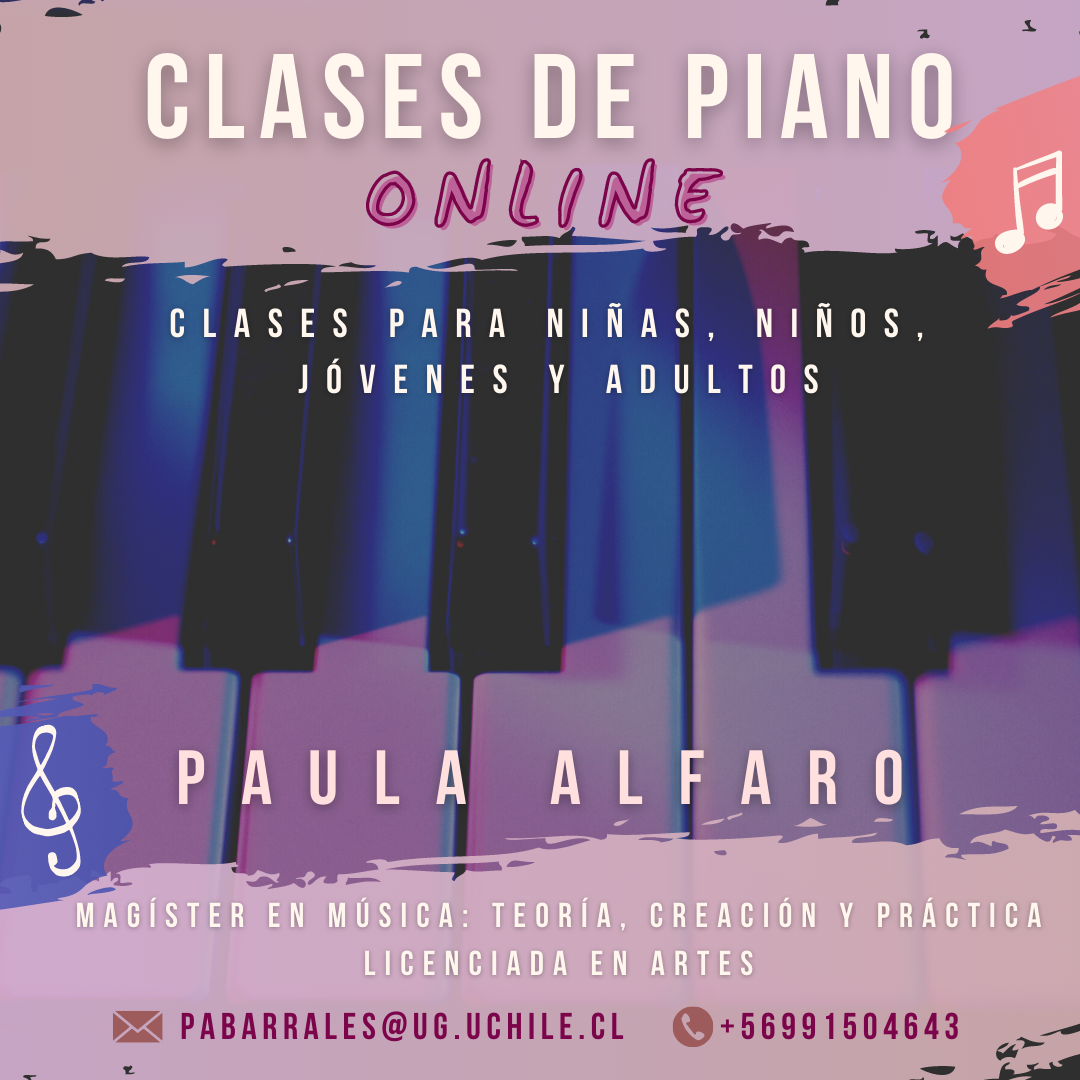 CLASES DE PIANO
ONLINE
CLASES PARA NIÑAS, NIÑOS,
JÓVENES Y ADULTOS
PAULA ALFARO
MAGÍSTER EN MÚSICA: TEORÍA, CREACIÓN Y PRÁCTICA
LICENCIADA EN ARTES
PABARRALES@UG.UCHILE.CL +56991504643